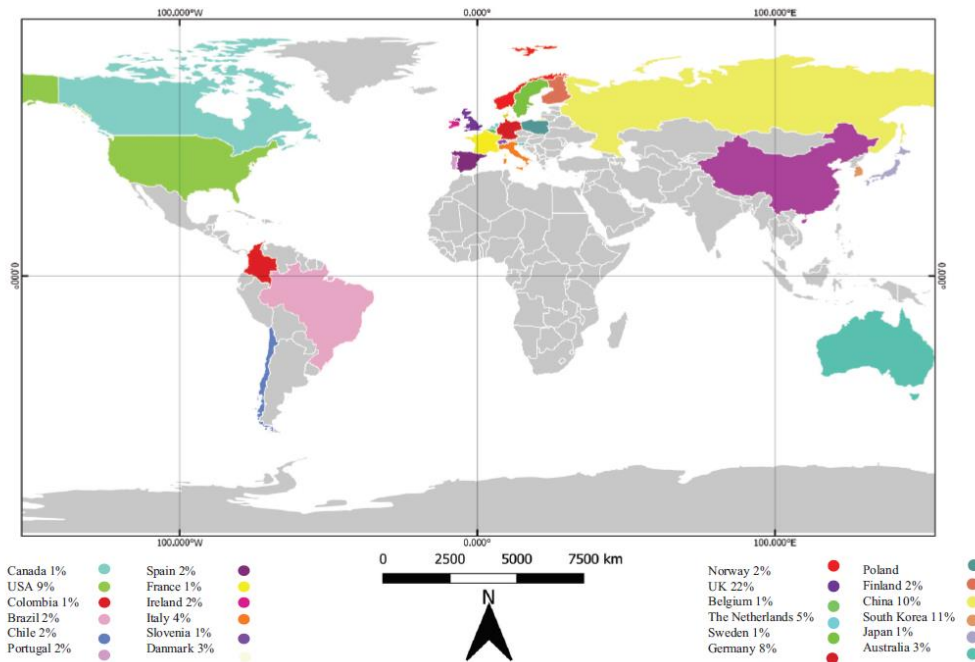 100.000°W 0.000° 100.000°E
0.000° 0.000°
100.000°W 0.000° 100.000°E
0 2500 5000 7500 km
N
Canada 1%
USA 9%
Colombia 1%
Brazil 2%
Chile 2%
Portugal 2%
Spain 2%
France 1%
Ireland 2%
Italy 4%
Slovenia 1%
Danmark 3%
Norway 2%
UK 22%
Belgium 1%
The Netherlands 5%
Sweden 1%
Germany 8%
Poland
Finland 2%
China 10%
South Korea 11%
Japan 1%
Australia 3%